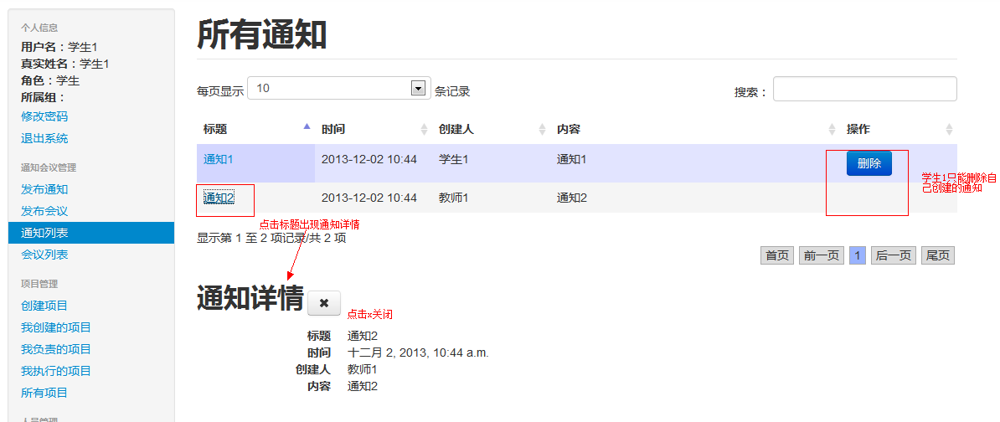 个人信息
用户名：学生1
真实姓名：学生1
角色：学生
所属组：
修改密码
退出系统
通知会议管理
发布通知
发布会议
通知列表
会议列表
项目管理
创建项目
我创建的项目
我负责的项目
我执行的项目
所有项目
人员管理
所有通知
每页显示 10 条记录 搜索：
标题 时间 创建人 内容 操作
通知1 2013-12-02 10:44 学生1 通知1 删除
通知2 2013-12-02 10:44 教师1 通知2
学生1只能删除自
己创建的通知
点击标题出现通知详情
显示第 1 至 2 项记录/共 2 项
首页 前一页 1 后一页 尾页
通知详情 ×
点击x关闭
标题 通知2
时间 十二月 2, 2013, 10:44 a.m.
创建人 教师1
内容 通知2